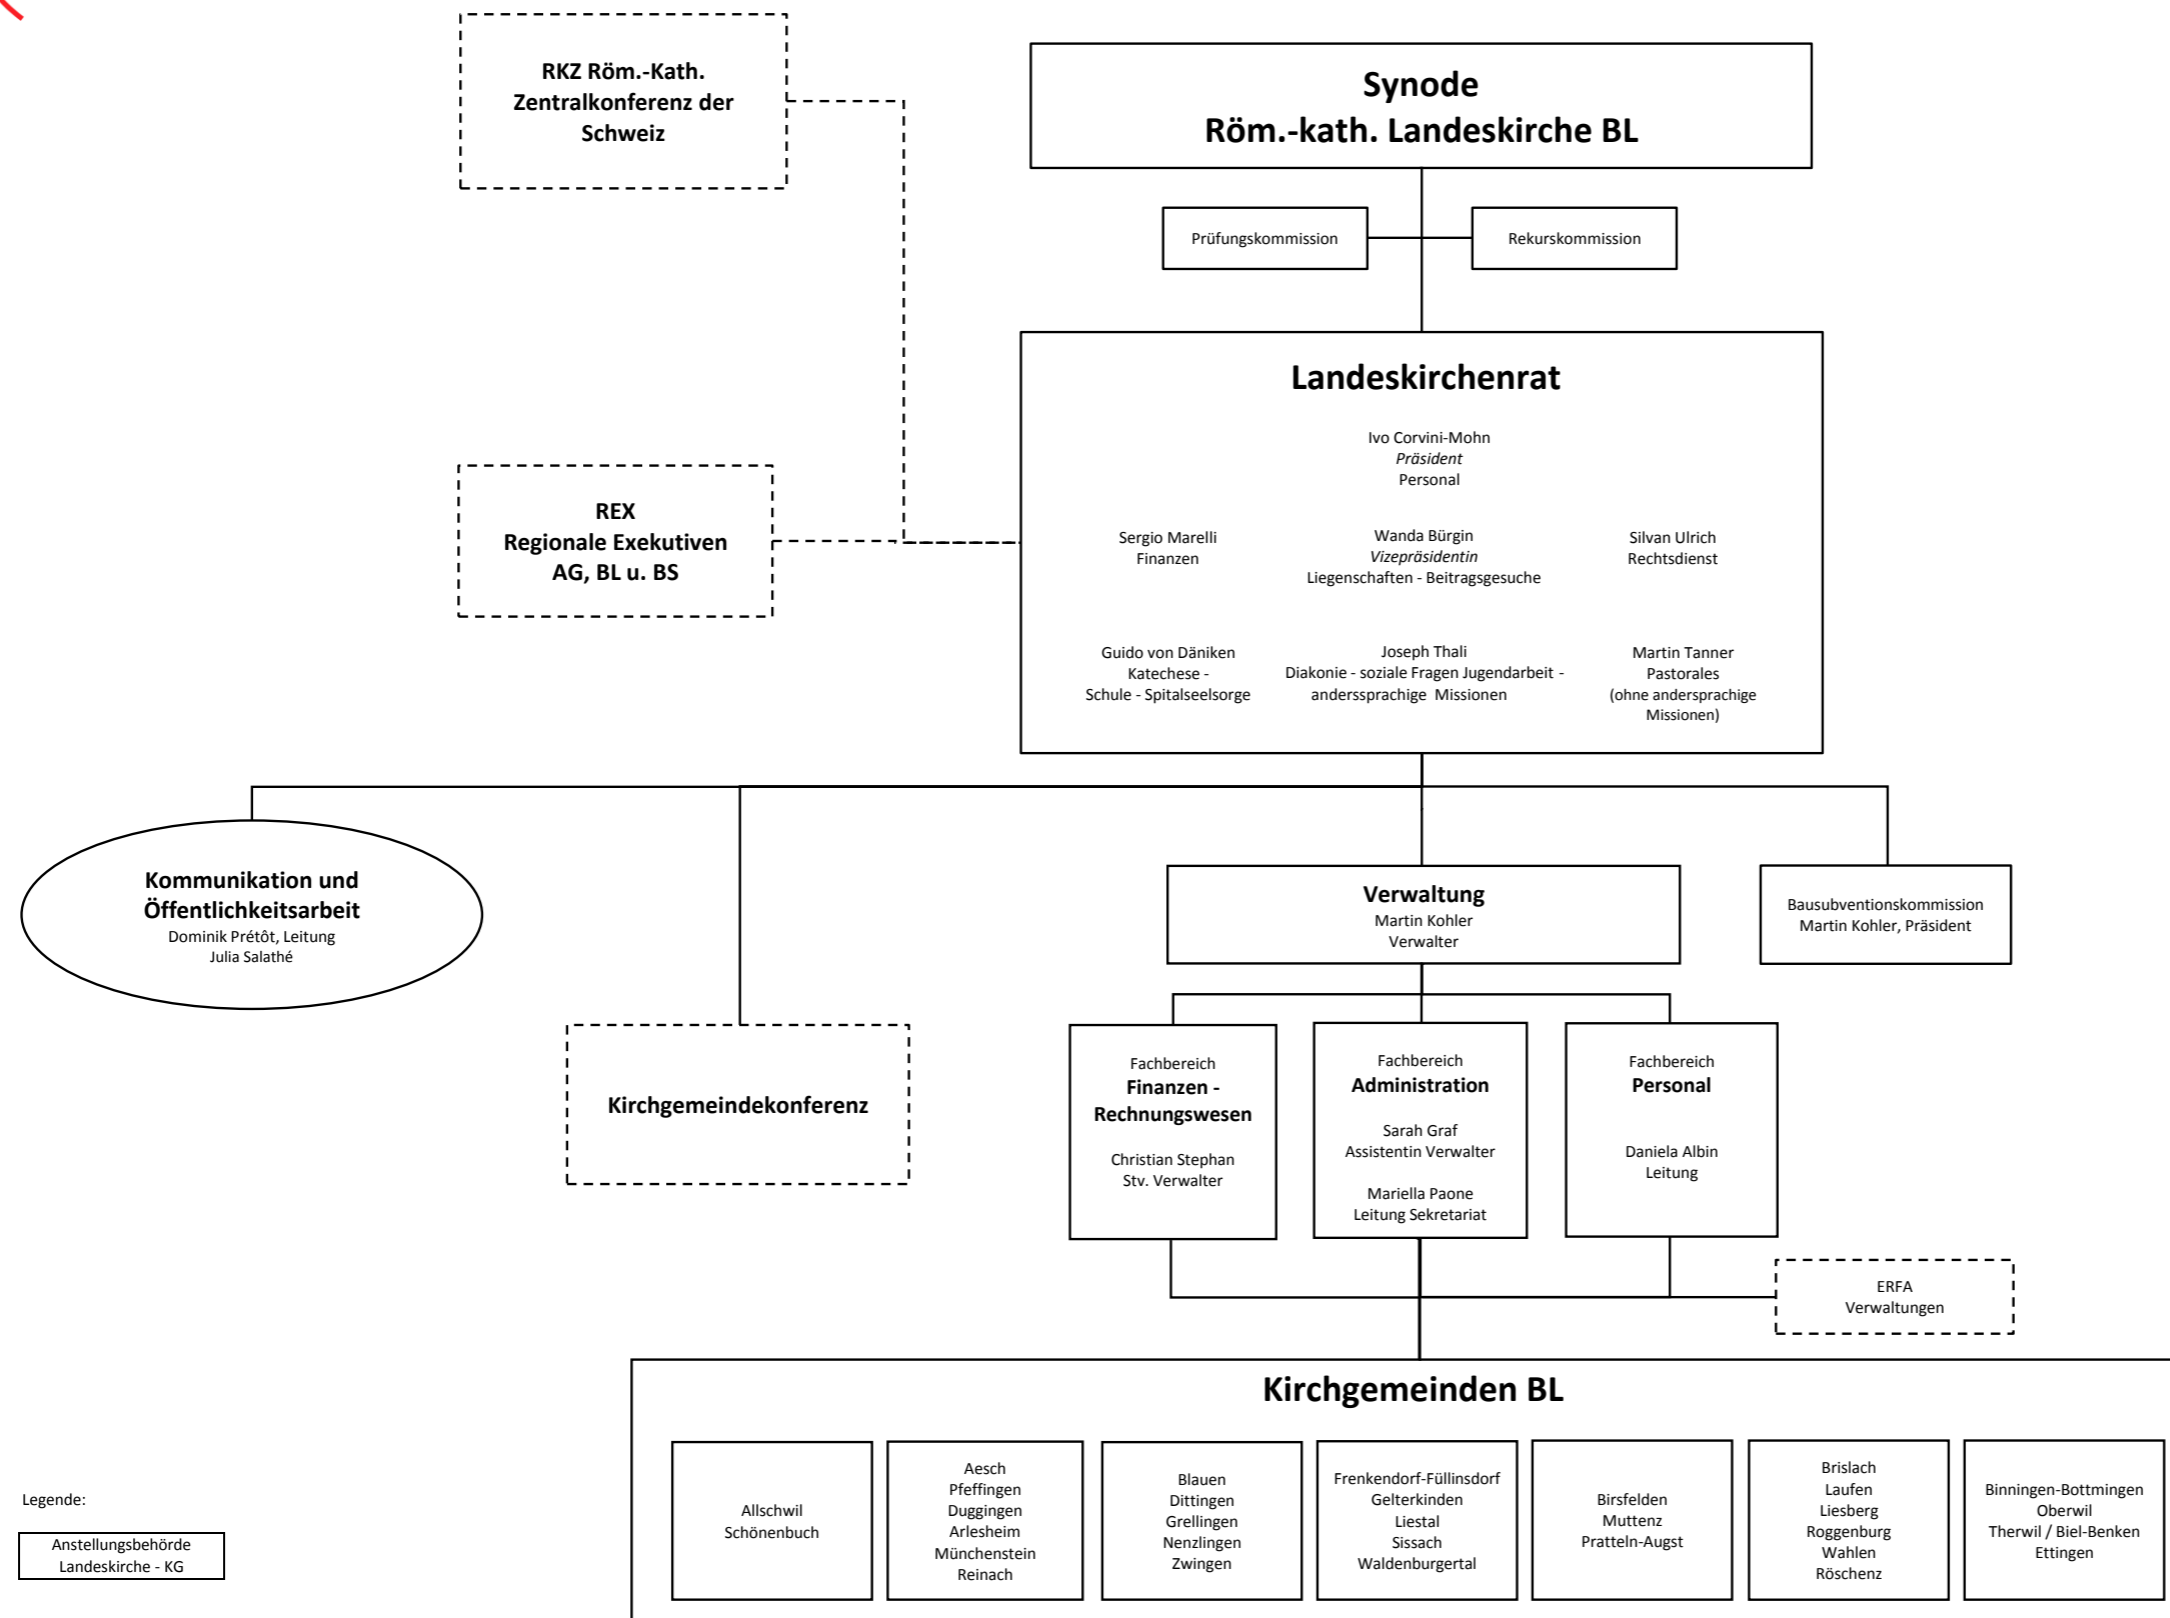 RKZ Röm.-Kath.
Zentralkonferenz der
Schweiz
Synode
Röm.-kath. Landeskirche BL
Prüfungskommission
Rekurskommission
Landeskirchenrat
Ivo Corvini-Mohn
Präsident
Personal
REX
Regionale Exekutiven
AG, BL u. BS
Sergio Marelli
Finanzen
Wanda Bürgin
Vizepräsidentin
Liegenschaften - Beitragsgesuche
Silvan Ulrich
Rechtsdienst
Guido von Däniken
Katechese -
Schule - Spitalseelsorge
Joseph Thali
Diakonie - soziale Fragen Jugendarbeit -
anderssprachige Missionen
Martin Tanner
Pastorales
(ohne andersprachige
Missionen)
Kommunikation und
Öffentlichkeitsarbeit
Dominik Prétôt, Leitung
Julia Salathé
Verwaltung
Martin Kohler
Verwalter
Bausubventionskommission
Martin Kohler, Präsident
Kirchgemeindekonferenz
Fachbereich
Finanzen -
Rechnungswesen
Christian Stephan
Stv. Verwalter
Fachbereich
Administration
Sarah Graf
Assistentin Verwalter
Mariella Paone
Leitung Sekretariat
Fachbereich
Personal
Daniela Albin
Leitung
ERFA
Verwaltungen
Kirchgemeinden BL
Allschwil
Schönenbuch
Aesch
Pfeffingen
Duggingen
Arlesheim
Münchenstein
Reinach
Blauen
Dittingen
Grellingen
Nenzlingen
Zwingen
Frenkendorf-Füllinsdorf
Gelterkinden
Liestal
Sissach
Waldenburgertal
Birsfelden
Muttenz
Pratteln-Augst
Brislach
Laufen
Liesberg
Roggenburg
Wahlen
Röschenz
Binningen-Bottmingen
Oberwil
Therwil / Biel-Benken
Ettingen
Legende:
Anstellungsbehörde
Landeskirche - KG